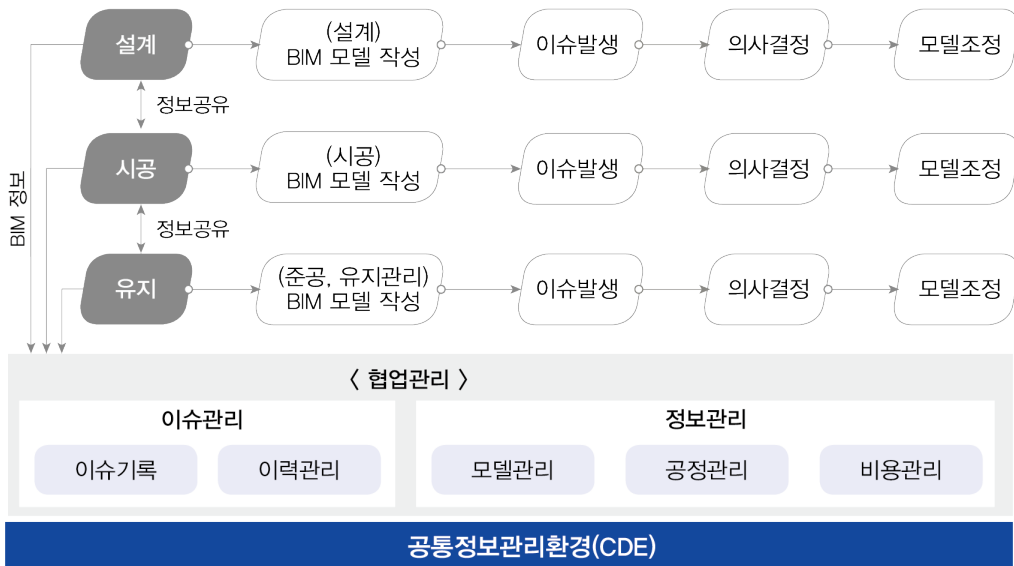 설계
(설계)
BIM 모델 작성
이슈발생
의사결정
모델조정
정보공유
시공
(시공)
BIM 모델 작성
이슈발생
의사결정
모델조정
BIM 정보
정보공유
유지
(준공, 유지관리)
BIM 모델 작성
이슈발생
의사결정
모델조정
〈 협업관리 〉
이슈관리
정보관리
이슈기록
이력관리
모델관리
공정관리
비용관리
공통정보관리환경(CDE)